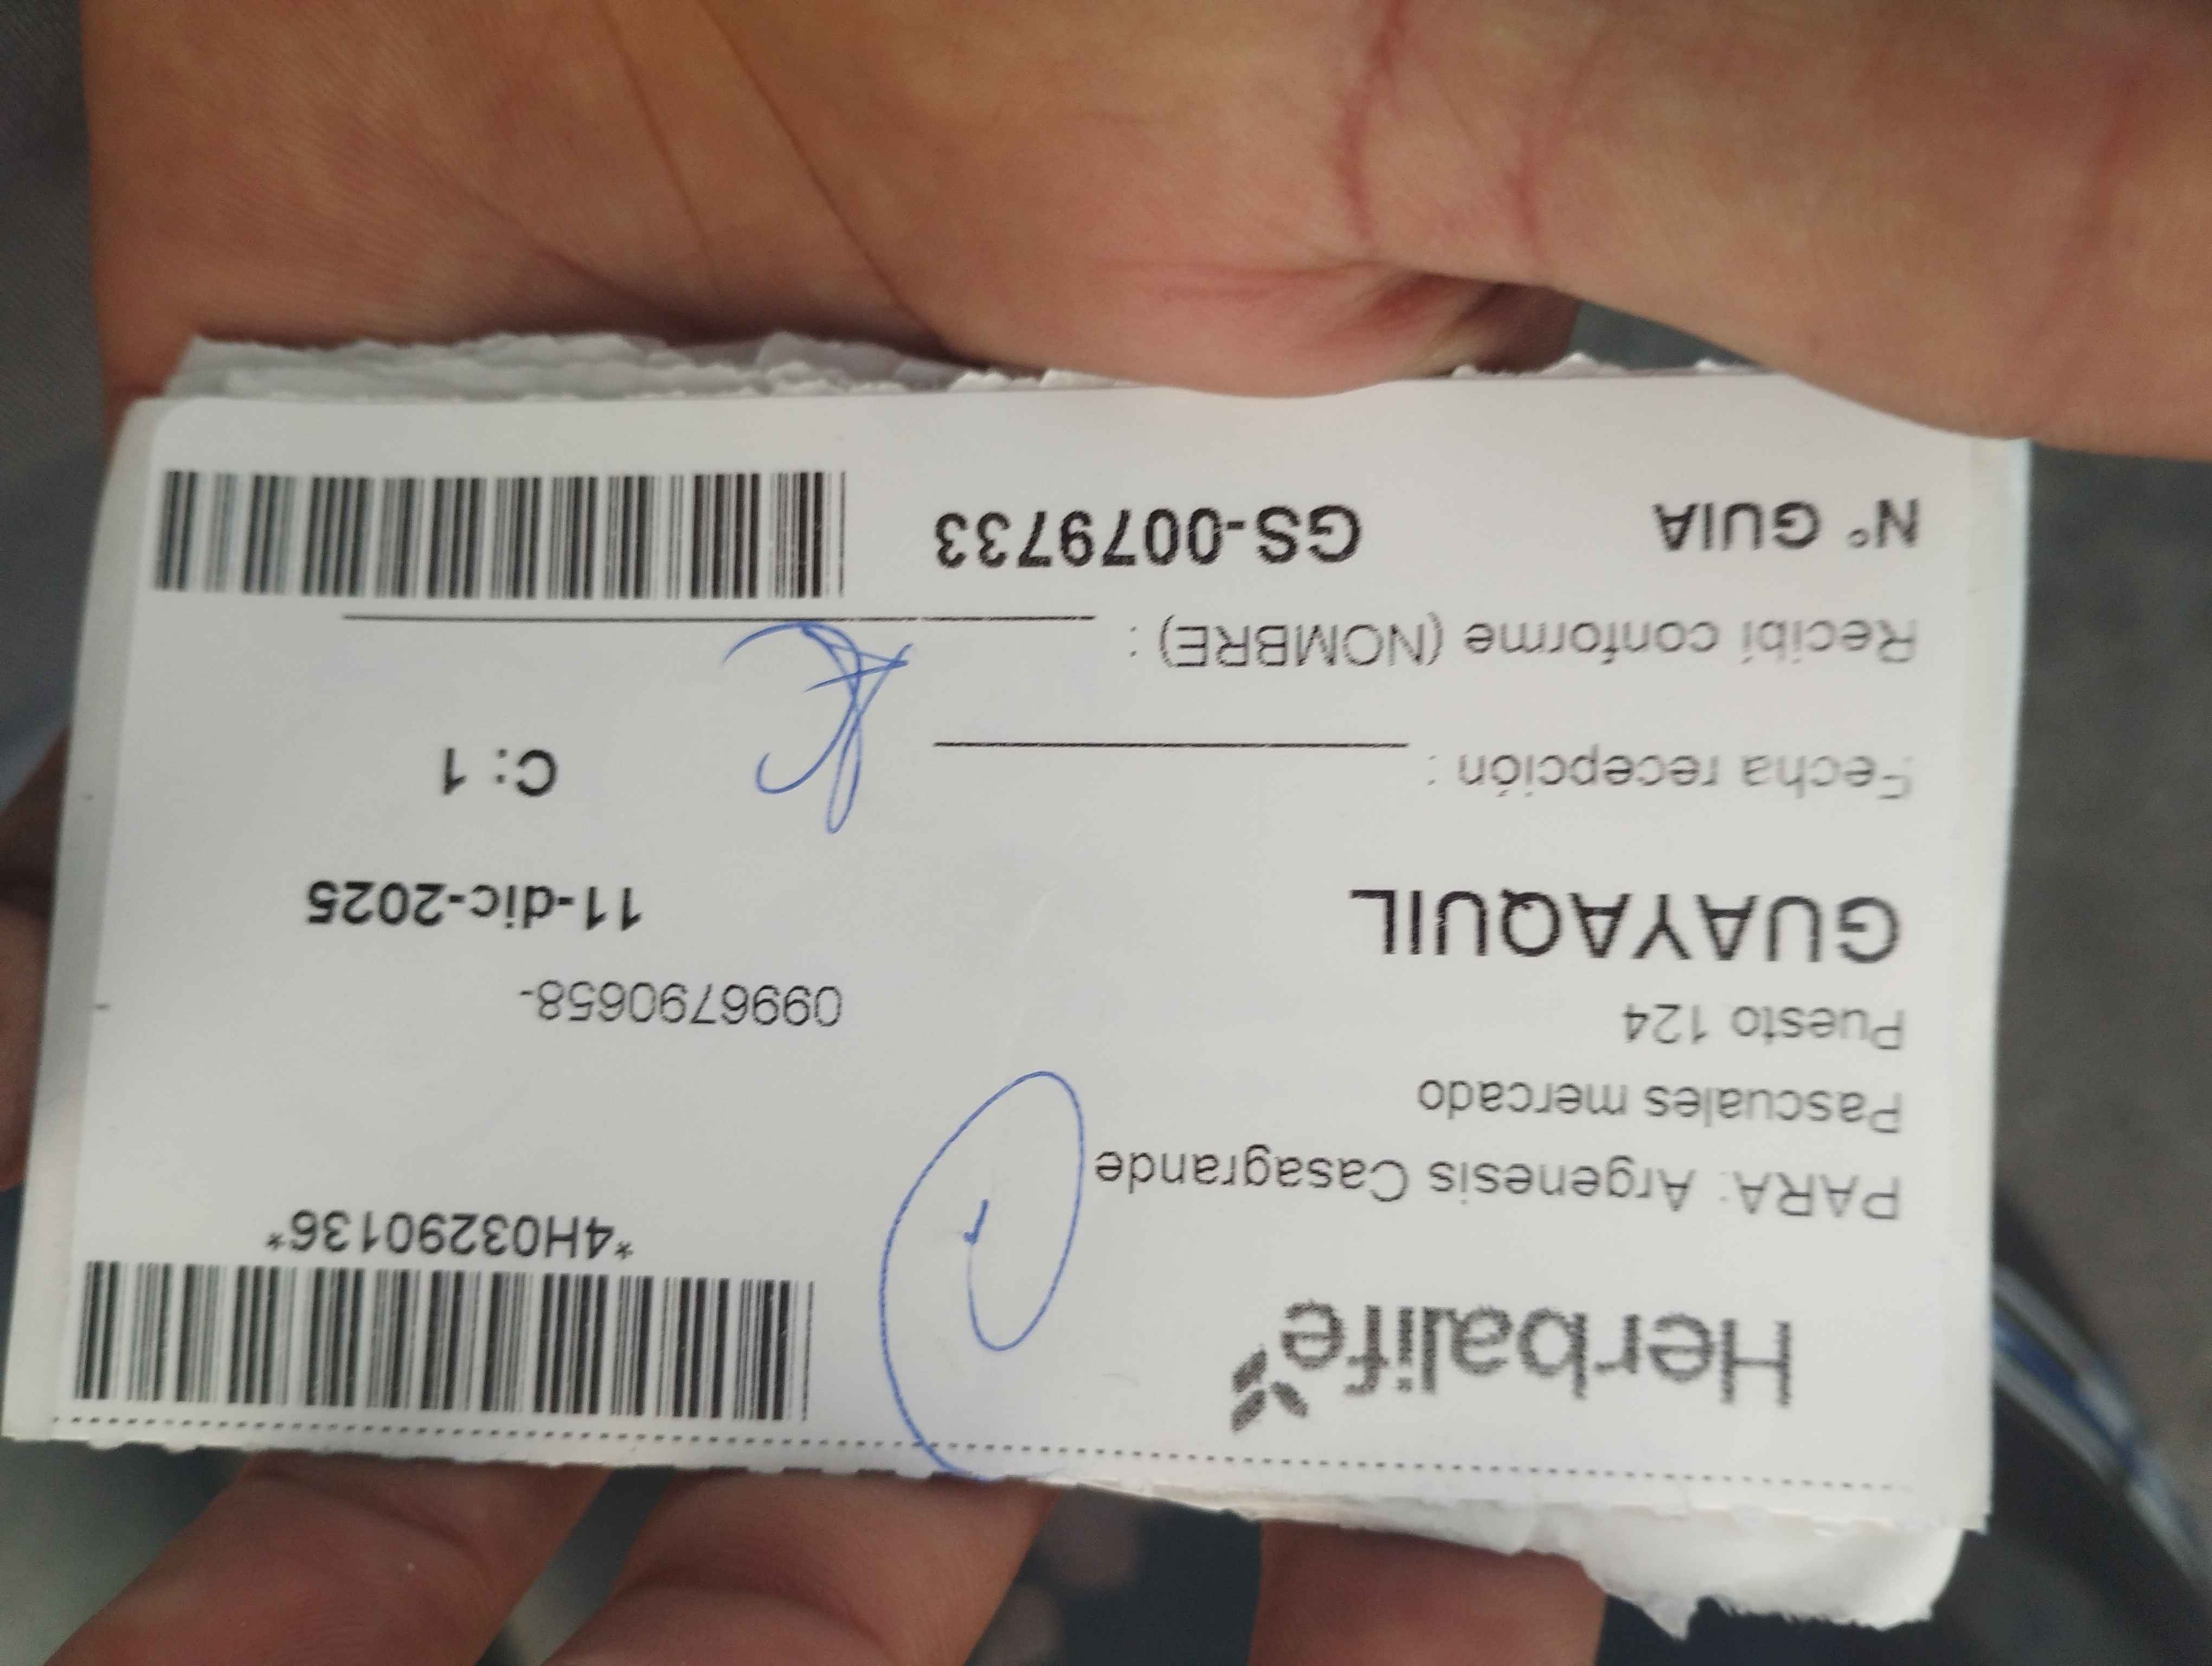 Herbalife
*4H03290136*
PARA: Argenesis Casagrande
Pascuales mercado
Puesto 124
0996790658-
GUAYAQUIL
11-dic-2025
Fecha recepción :
C: 1
Recibí conforme (NOMBRE) :
N° GUIA GS-0079733